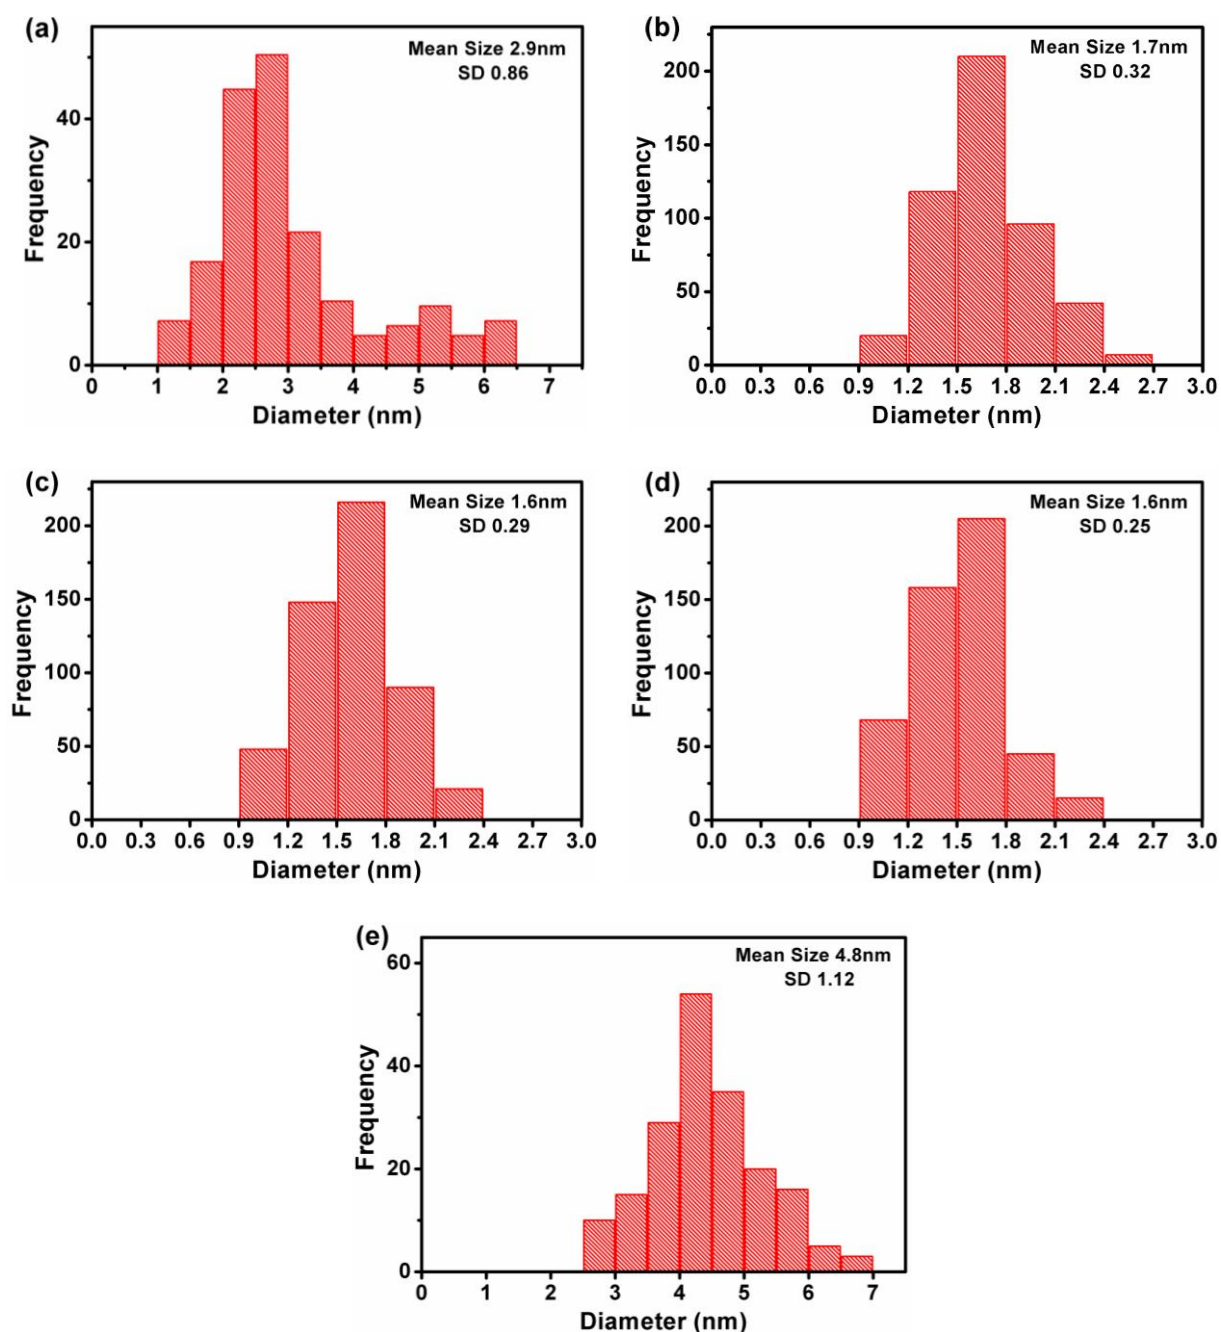 (a)
Mean Size 2.9nm
SD 0.86
Frequency
40
20
0
0 1 2 3 4 5 6 7
Diameter (nm)
(b)
Mean Size 1.7nm
SD 0.32
Frequency
200
150
100
50
0
0.0 0.3 0.6 0.9 1.2 1.5 1.8 2.1 2.4 2.7 3.0
Diameter (nm)
(c)
Mean Size 1.6nm
SD 0.29
Frequency
200
150
100
50
0
0.0 0.3 0.6 0.9 1.2 1.5 1.8 2.1 2.4 2.7 3.0
Diameter (nm)
(d)
Mean Size 1.6nm
SD 0.25
Frequency
200
150
100
50
0
0.0 0.3 0.6 0.9 1.2 1.5 1.8 2.1 2.4 2.7 3.0
Diameter (nm)
(e)
Mean Size 4.8nm
SD 1.12
Frequency
60
40
20
0
0 1 2 3 4 5 6 7
Diameter (nm)